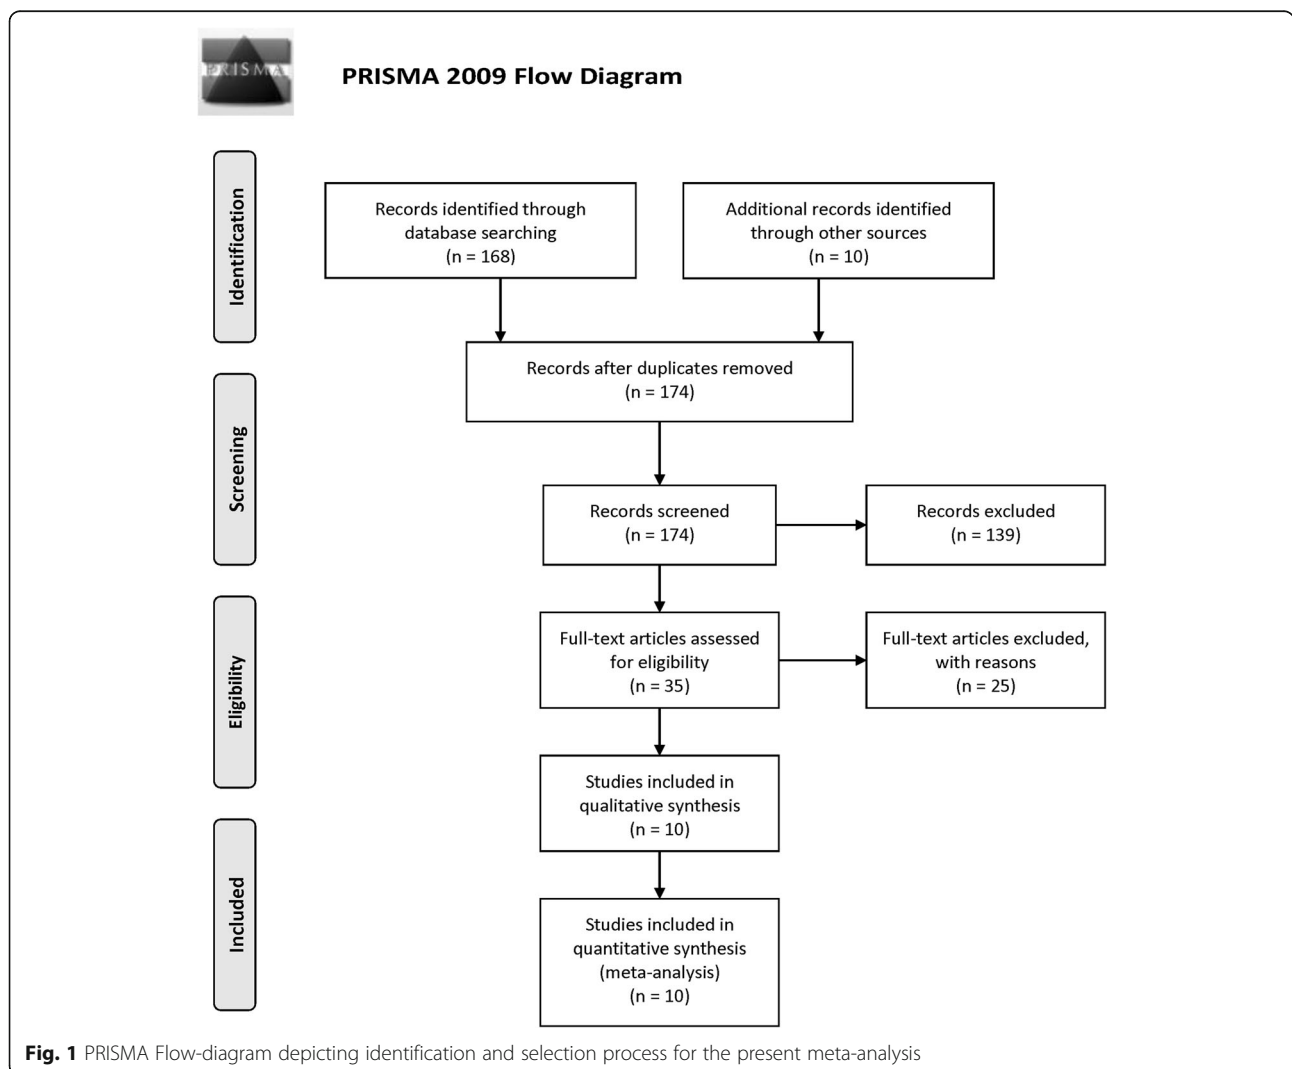 PRISMA
PRISMA 2009 Flow Diagram
Identification
Records identified through
database searching
(n = 168)
Additional records identified
through other sources
(n = 10)
Records after duplicates removed
(n = 174)
Screening
Records screened
(n = 174)
Records excluded
(n = 139)
Eligibility
Full-text articles assessed
for eligibility
(n = 35)
Full-text articles excluded,
with reasons
(n = 25)
Studies included in
qualitative synthesis
(n = 10)
Included
Studies included in
quantitative synthesis
(meta-analysis)
(n = 10)
Fig. 1 PRISMA Flow-diagram depicting identification and selection process for the present meta-analysis